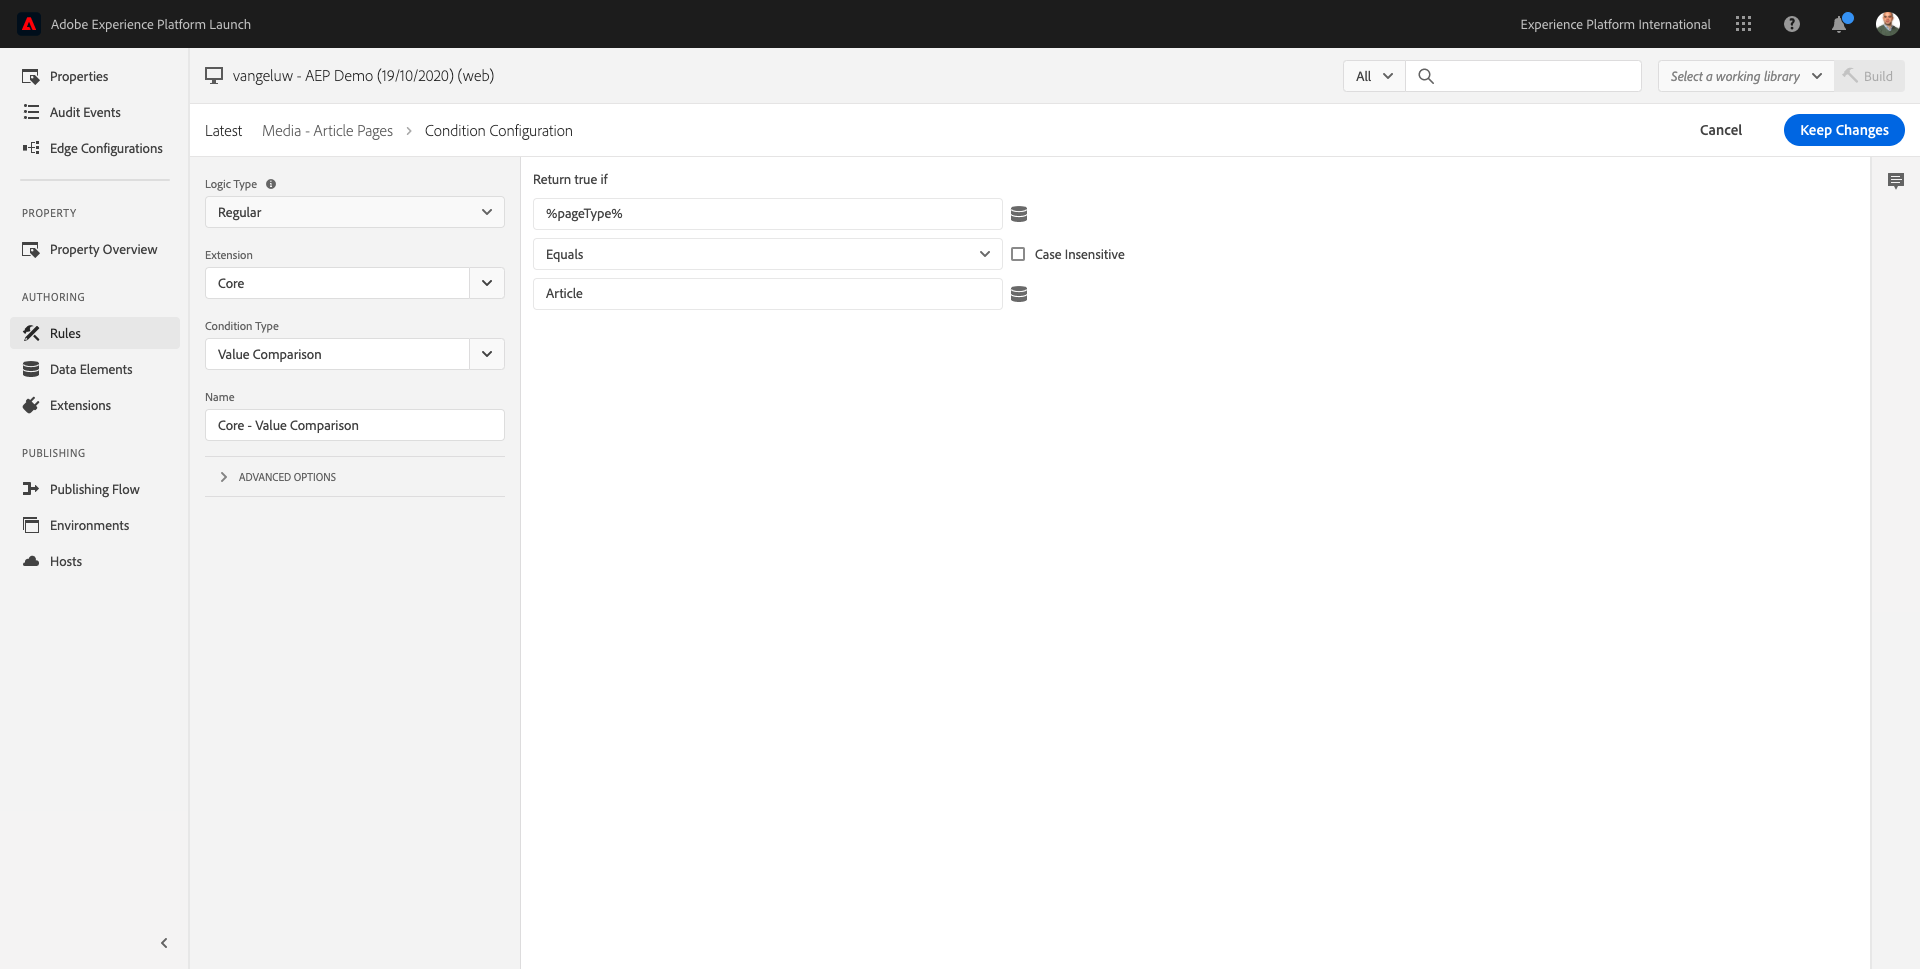 Adobe Experience Platform Launch
Experience Platform International
Properties
Audit Events
Edge Configurations
PROPERTY
Property Overview
AUTHORING
Rules
Data Elements
Extensions
PUBLISHING
Publishing Flow
Environments
Hosts
vangeluw - AEP Demo (19/10/2020) (web)
All
Select a working library
Build
Latest
Media - Article Pages
Condition Configuration
Cancel
Keep Changes
Logic Type
Regular
Extension
Core
Condition Type
Value Comparison
Name
Core - Value Comparison
ADVANCED OPTIONS
Return true if
%pageType%
Equals
Case Insensitive
Article